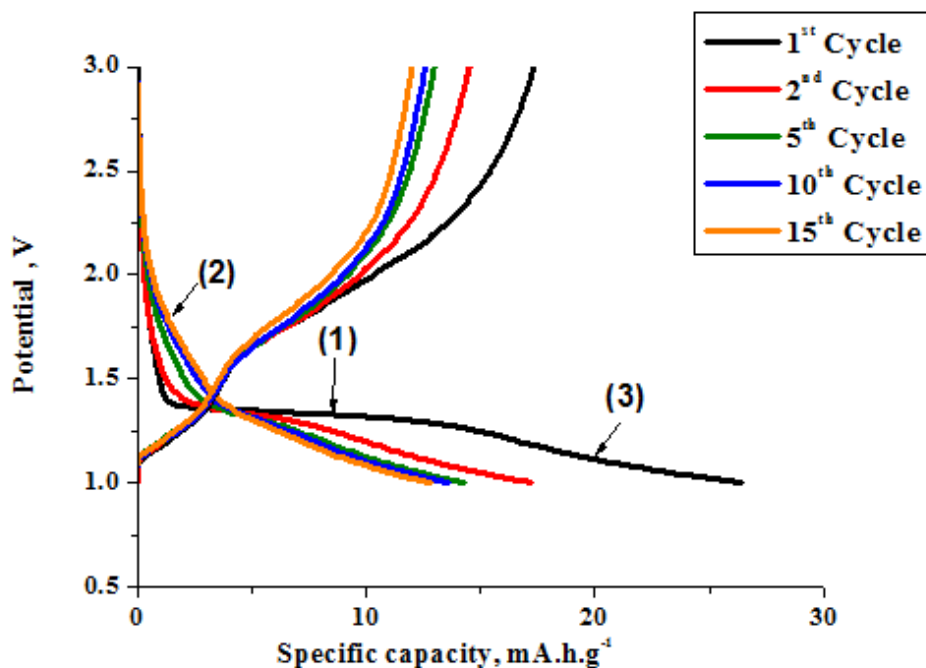 1st Cycle
2nd Cycle
5th Cycle
10th Cycle
15th Cycle
3.0
2.5
2.0
1.5
1.0
0.5
(2)
(1)
(3)
Potential , V
0
10
20
30
Specific capacity, mA.h.g-1